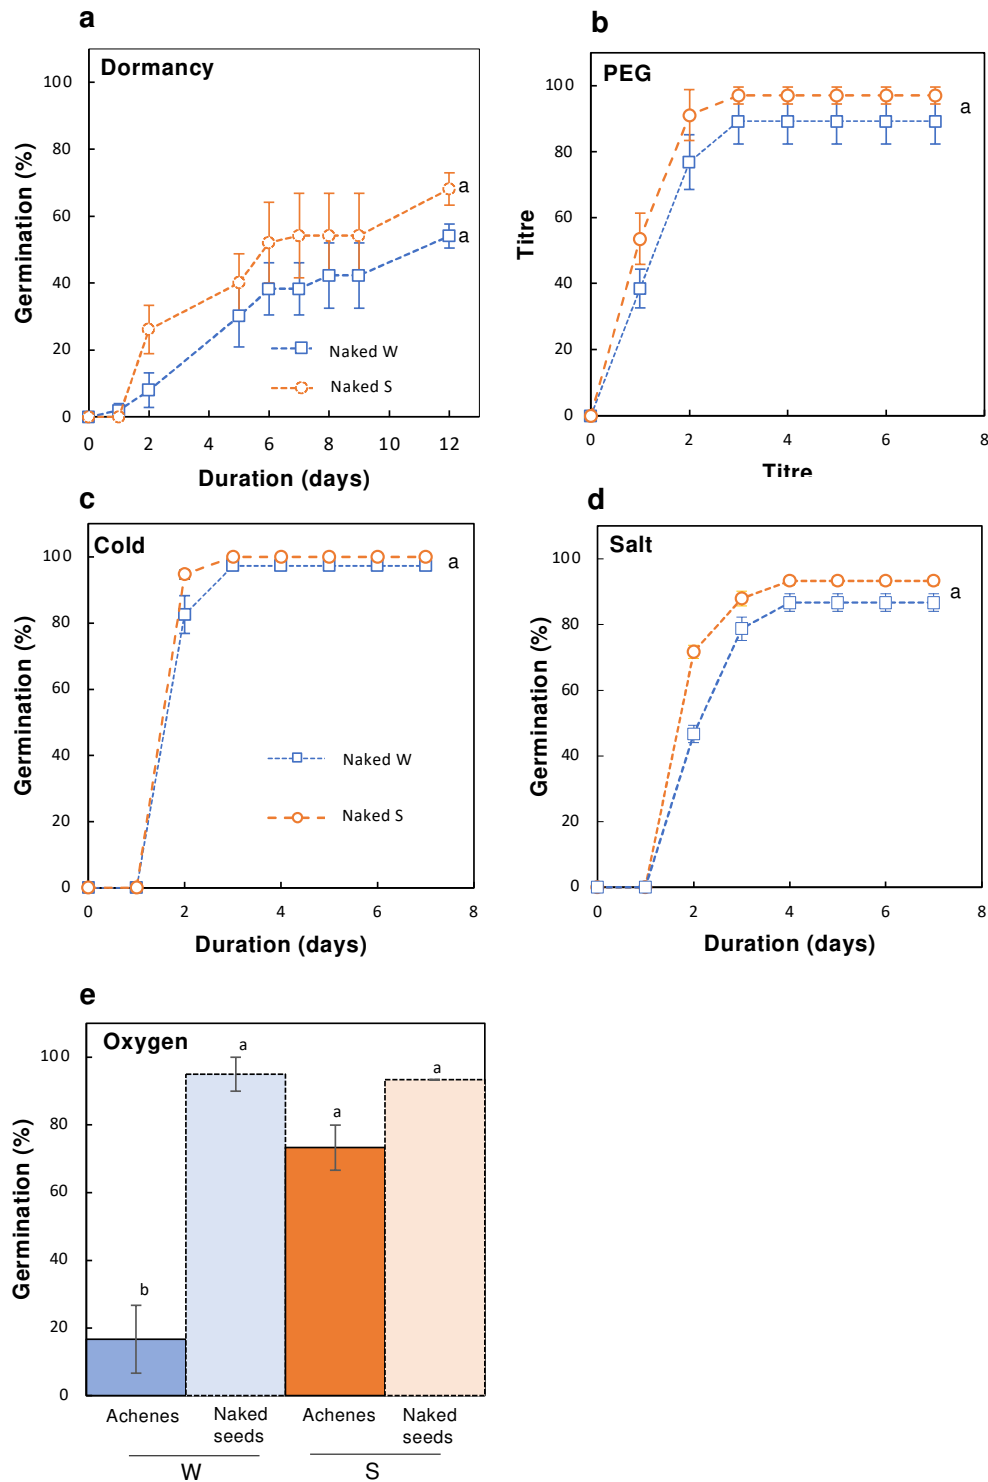 a
Dormancy
Germination (%)
100
80
60
40
20
0
a
a
Naked W
Naked S
0 2 4 6 8 10 12
Duration (days)
b
PEG
Titre
100
80
60
40
20
0
a
0 2 4 6 8
Titre
c
Cold
Germination (%)
100
80
60
40
20
0
a
Naked W
Naked S
0 2 4 6 8
Duration (days)
d
Salt
Germination (%)
100
80
60
40
20
0
a
0 2 4 6 8
Duration (days)
e
Oxygen
Germination (%)
100
80
60
40
20
0
b
a
a
a
Achenes Naked seeds Achenes Naked seeds
W S